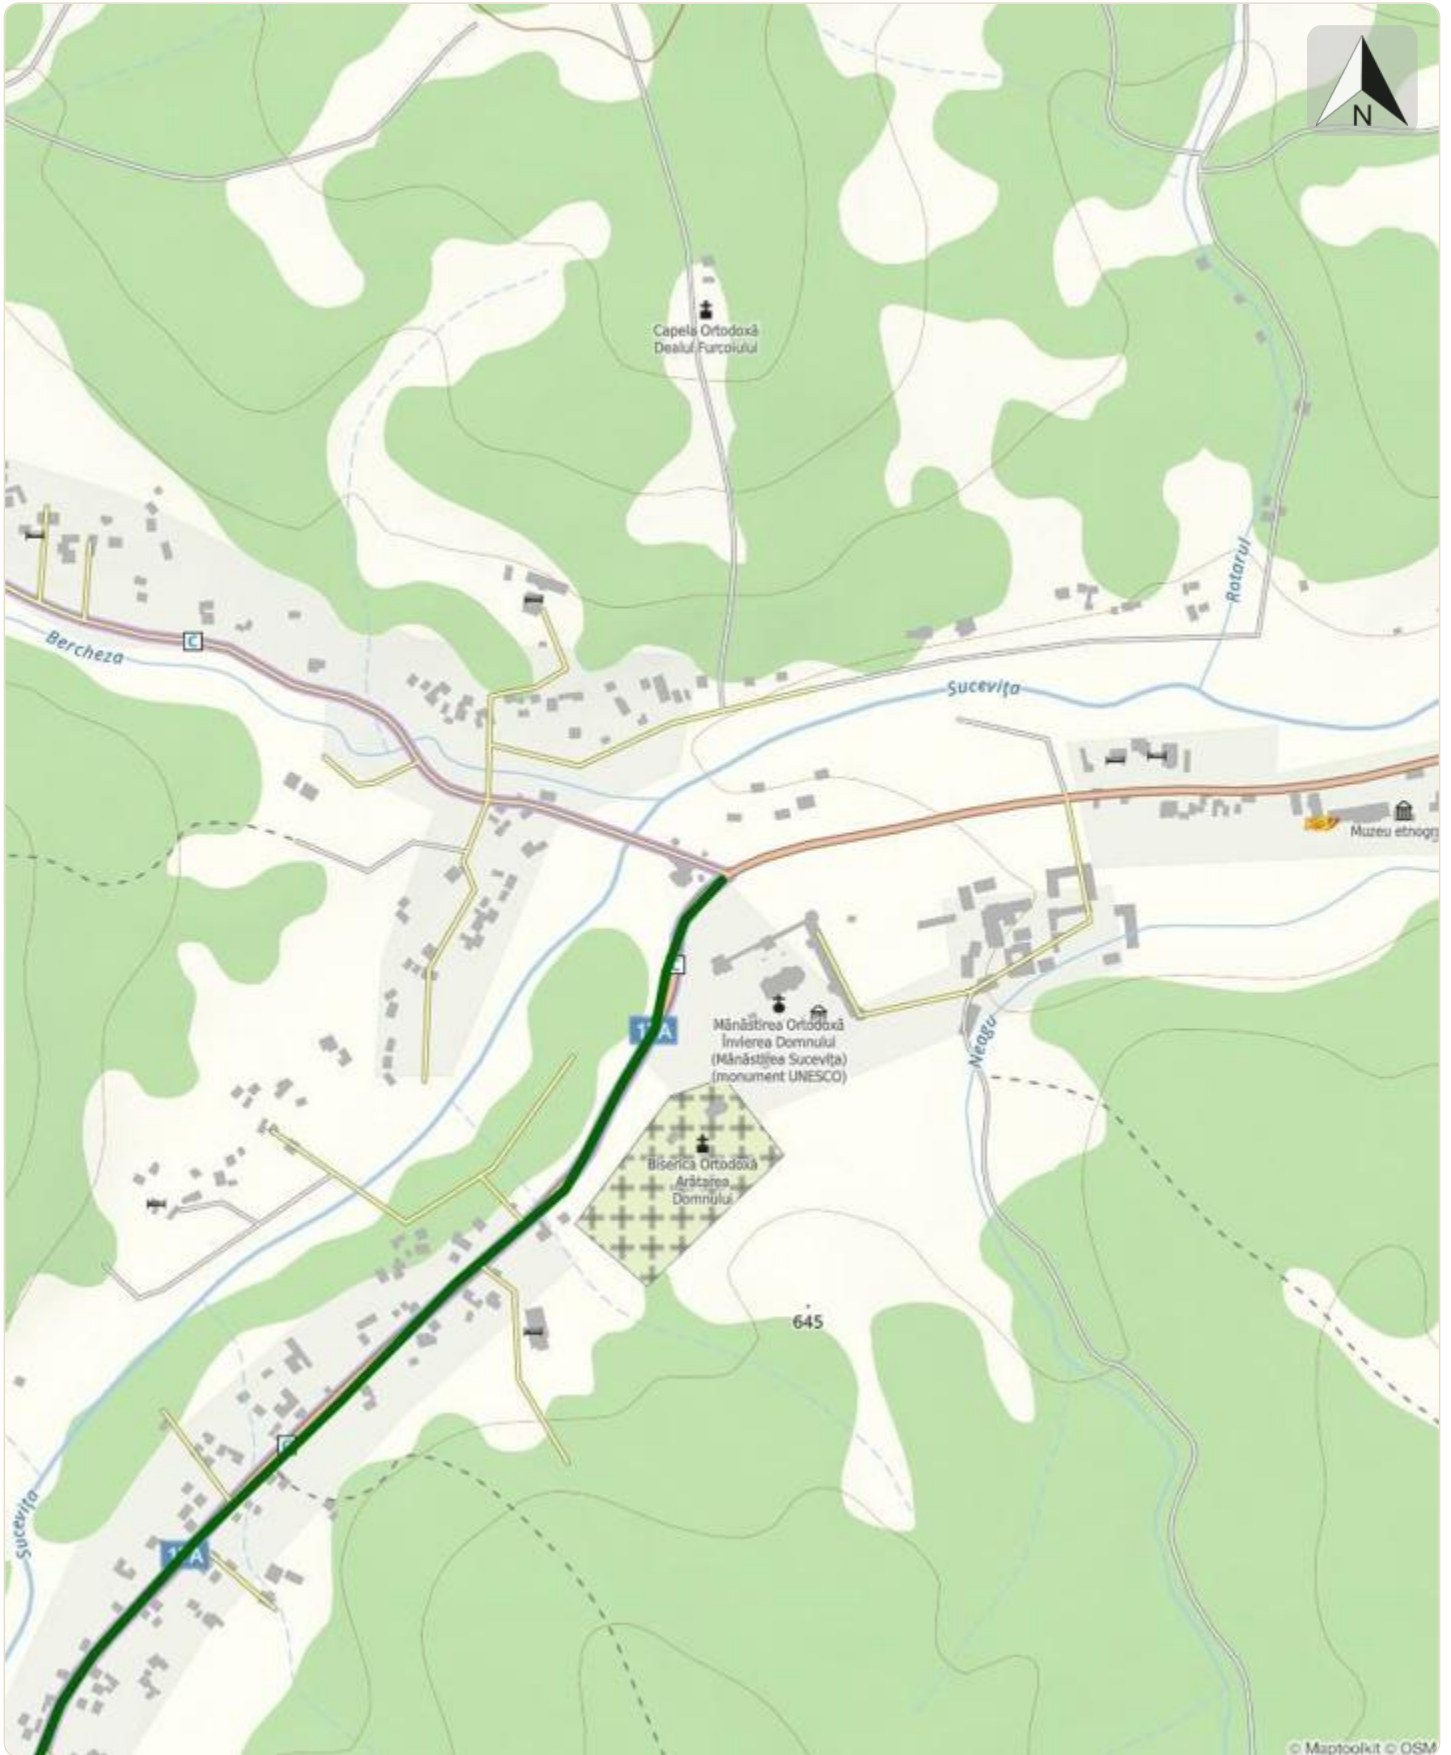 N
Capela Ortodoxă
Dealul Furcoiului
Rotarul
C
Bercheza
Sucevița
Muzeu etnogr
Mănăstirea Ortodoxă
Învierea Domnului
(Mănăstirea Sucevița)
(monument UNESCO)
Neagu
Biserica Ortodoxă
Arătarea
Domnului
645
Sucevița
© Maptoolkit © OSM